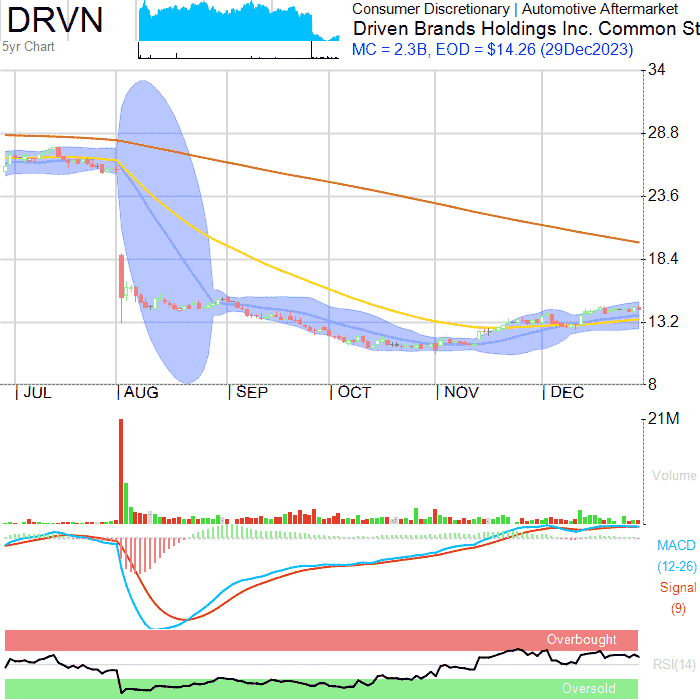 DRVN
5yr Chart
Consumer Discretionary | Automotive Aftermarket
Driven Brands Holdings Inc. Common St
MC = 2.3B, EOD = $14.26 (29Dec2023)
34
28.8
23.6
18.4
13.2
8
JUL AUG SEP OCT NOV DEC
21M
Volume
MACD
(12-26)
Signal
(9)
Overbought
RSI(14)
Oversold